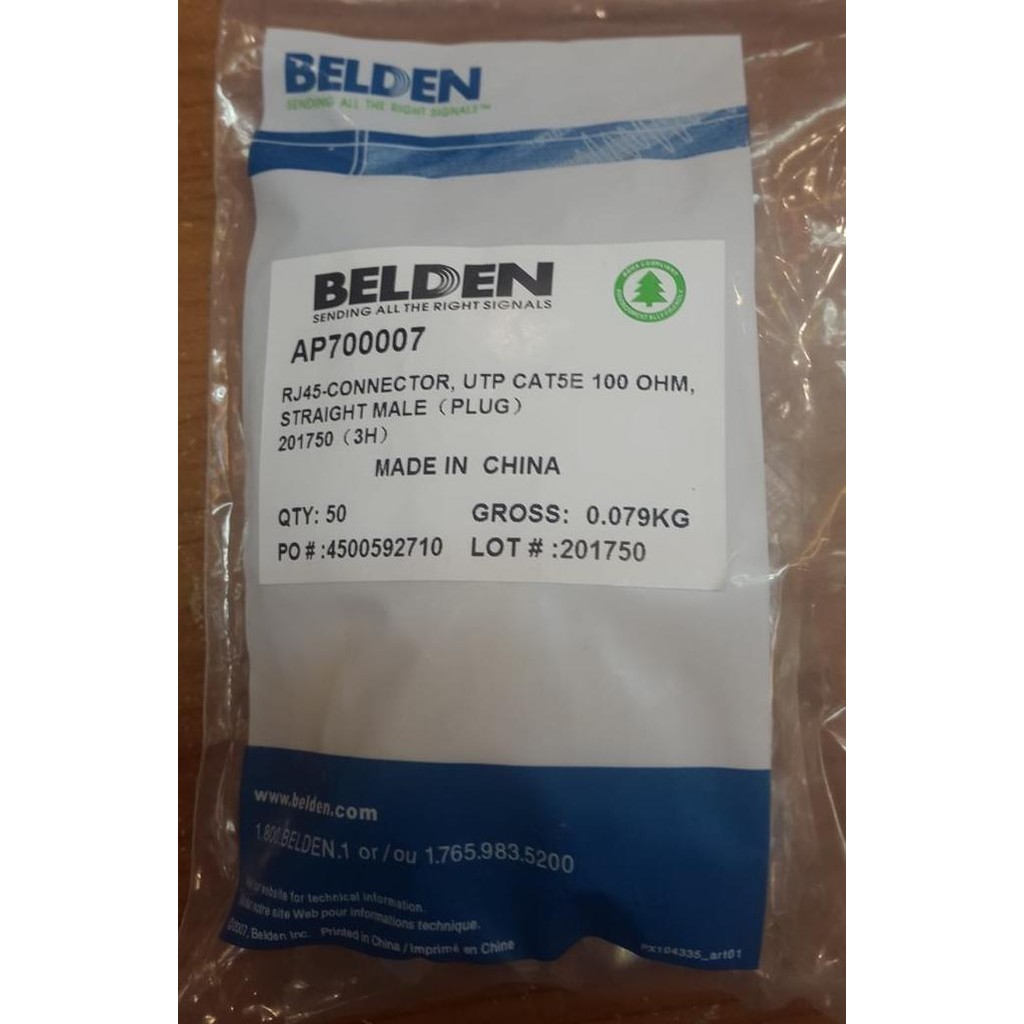 BELDEN
SENDING ALL THE RIGHT SIGNALS™
BELDEN
SENDING ALL THE RIGHT SIGNALS
AP700007
RJ45-CONNECTOR, UTP CAT5E 100 OHM,
STRAIGHT MALE（PLUG）
201750（3H）
MADE IN CHINA
QTY: 50 GROSS: 0.079KG
PO # :4500592710 LOT # :201750
www.belden.com
1.800.BELDEN.1 or/ou 1.765.983.5200
website for technical information.
notre site Web pour informations technique.
Belden Inc. Printed in China / Imprimé en Chine
PX104335_art01